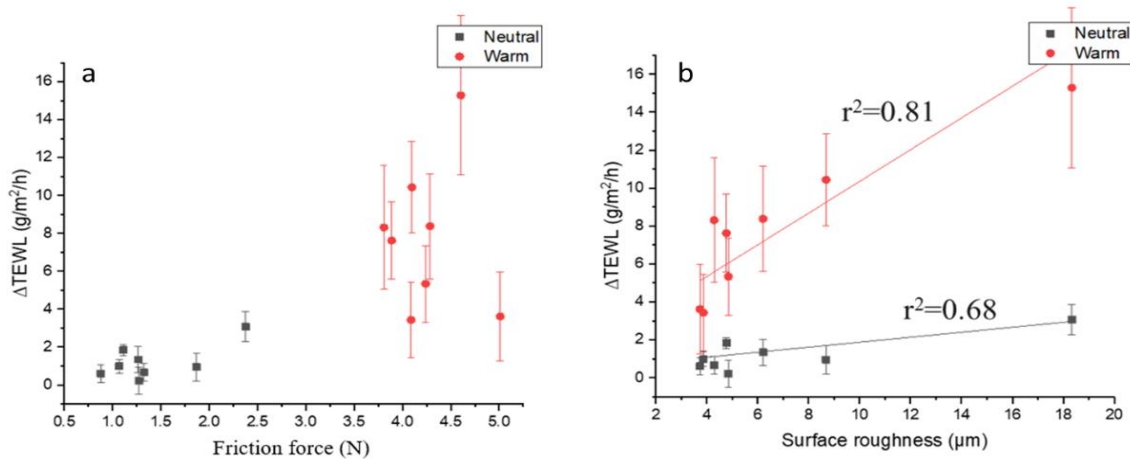 Neutral
Warm
a
16
14
12
10
8
6
4
2
0
ΔTEWL (g/m²/h)
0.5 1.0 1.5 2.0 2.5 3.0 3.5 4.0 4.5 5.0
Friction force (N)
Neutral
Warm
b
r²=0.81
r²=0.68
16
14
12
10
8
6
4
2
0
ΔTEWL (g/m²/h)
2 4 6 8 10 12 14 16 18 20
Surface roughness (µm)